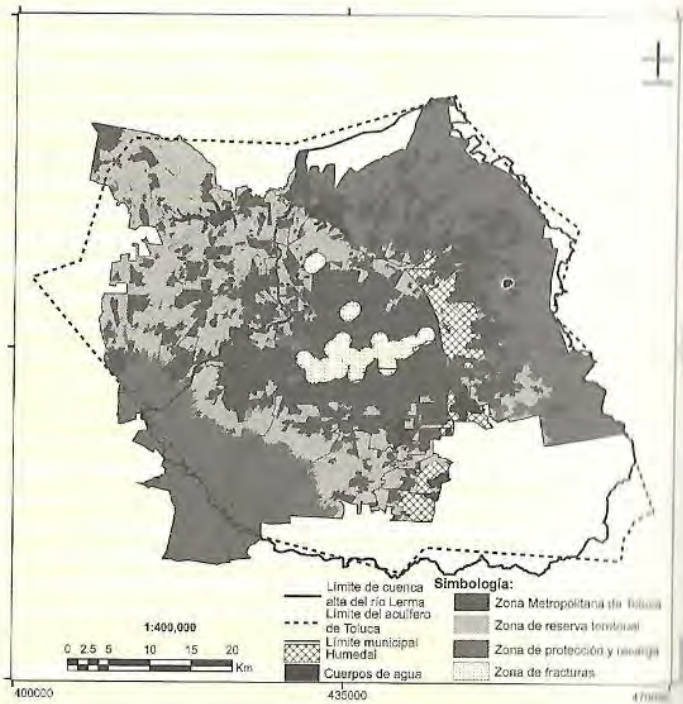 Simbología:
Límite de cuenca
alta del río Lerma
Límite del acuífero
de Toluca
Límite municipal
Humedal
Cuerpos de agua
Zona Metropolitana de Toluca
Zona de reserva territorial
Zona de protección y recarga
Zona de fracturas
1:400,000
0 2.5 5 10 15 20
Km
400000 435000 470000